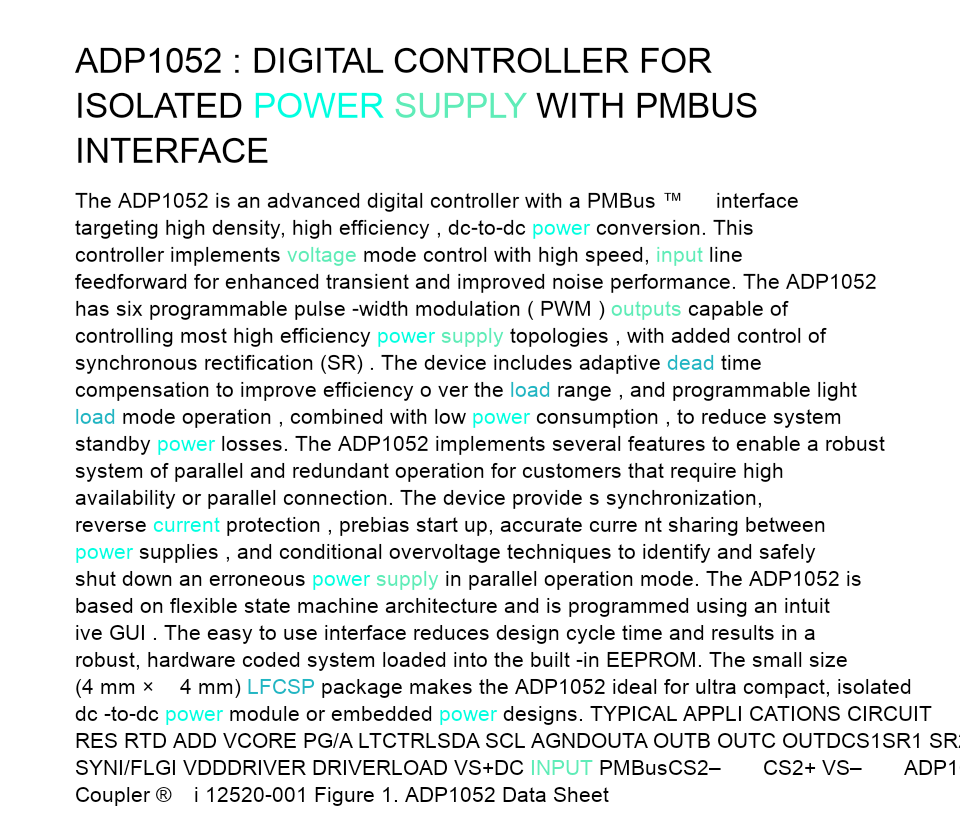 ADP1052 : DIGITAL CONTROLLER FOR
ISOLATED POWER SUPPLY WITH PMBUS
INTERFACE
The ADP1052 is an advanced digital controller with a PMBus ™ interface
targeting high density, high efficiency , dc-to-dc power conversion. This
controller implements voltage mode control with high speed, input line
feedforward for enhanced transient and improved noise performance. The ADP1052
has six programmable pulse -width modulation ( PWM ) outputs capable of
controlling most high efficiency power supply topologies , with added control of
synchronous rectification (SR) . The device includes adaptive dead time
compensation to improve efficiency o ver the load range , and programmable light
load mode operation , combined with low power consumption , to reduce system
standby power losses. The ADP1052 implements several features to enable a robust
system of parallel and redundant operation for customers that require high
availability or parallel connection. The device provide s synchronization,
reverse current protection , prebias start up, accurate curre nt sharing between
power supplies , and conditional overvoltage techniques to identify and safely
shut down an erroneous power supply in parallel operation mode. The ADP1052 is
based on flexible state machine architecture and is programmed using an intuit
ive GUI . The easy to use interface reduces design cycle time and results in a
robust, hardware coded system loaded into the built -in EEPROM. The small size
(4 mm × 4 mm) LFCSP package makes the ADP1052 ideal for ultra compact, isolated
dc -to-dc power module or embedded power designs. TYPICAL APPLI CATIONS CIRCUIT
RES RTD ADD VCORE PG/A LTCTRLSDA SCL AGNDOUTA OUTB OUTC OUTDCS1SR1
SYNI/FLGI VDDDRIVER DRIVERLOAD VS+DC INPUT PMBusCS2– CS2+ VS–
Coupler ® i 12520-001 Figure 1. ADP1052 Data Sheet